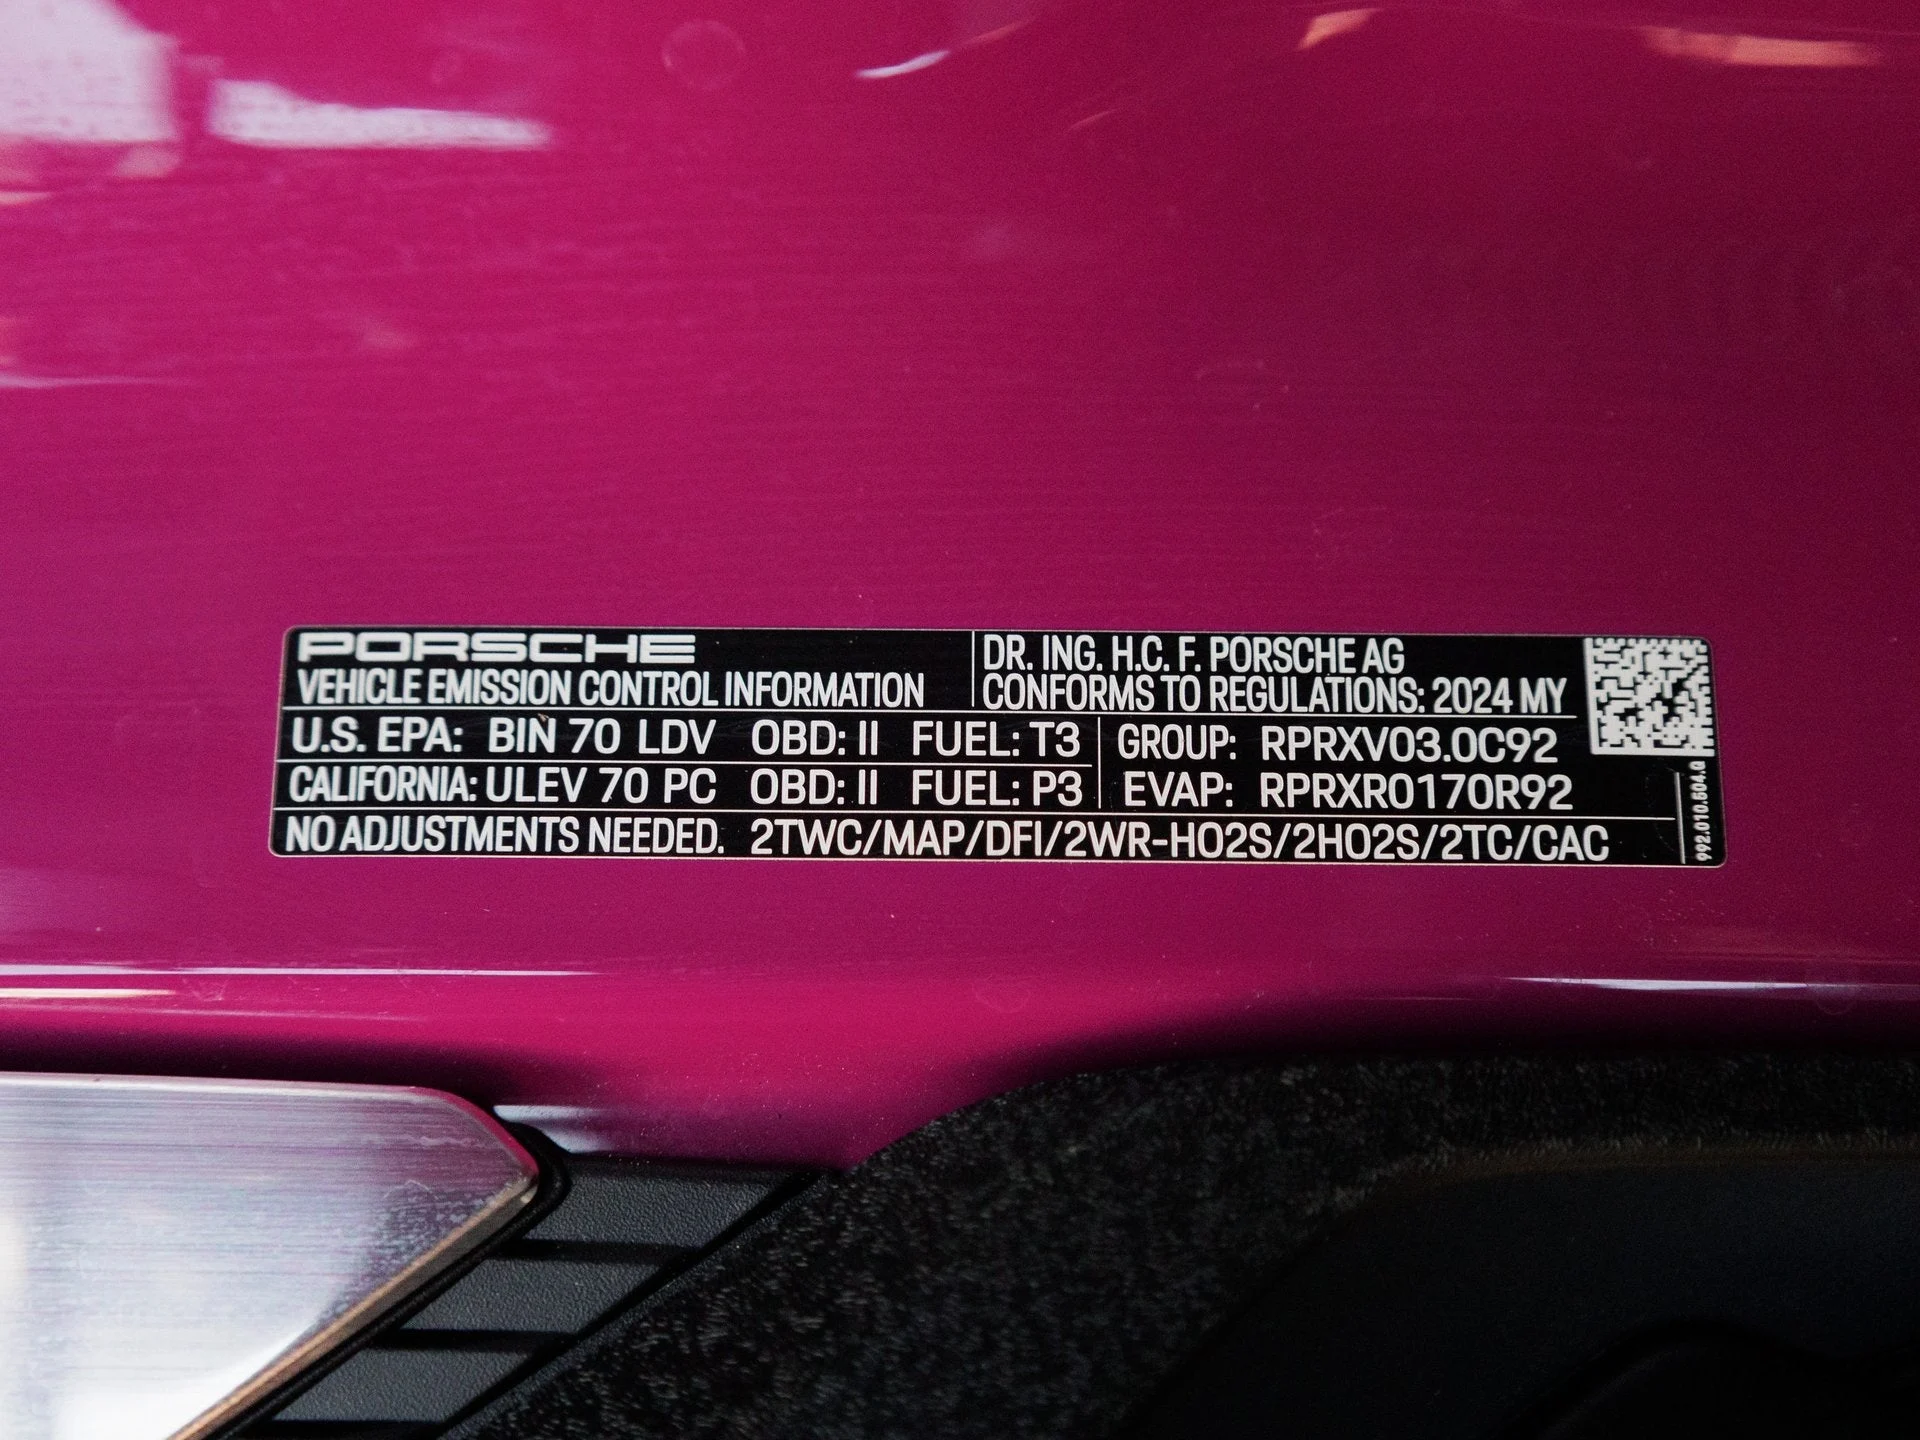 PORSCHE
VEHICLE EMISSION CONTROL INFORMATION
DR. ING. H.C. F. PORSCHE AG
CONFORMS TO REGULATIONS: 2024 MY
U.S. EPA: BIN 70 LDV OBD: II FUEL: T3
GROUP: RPRXV03.0C92
CALIFORNIA: ULEV 70 PC OBD: II FUEL: P3
EVAP: RPRXR0170R92
NO ADJUSTMENTS NEEDED. 2TWC/MAP/DFI/2WR-HO2S/2HO2S/2TC/CAC
992.010.504.Q